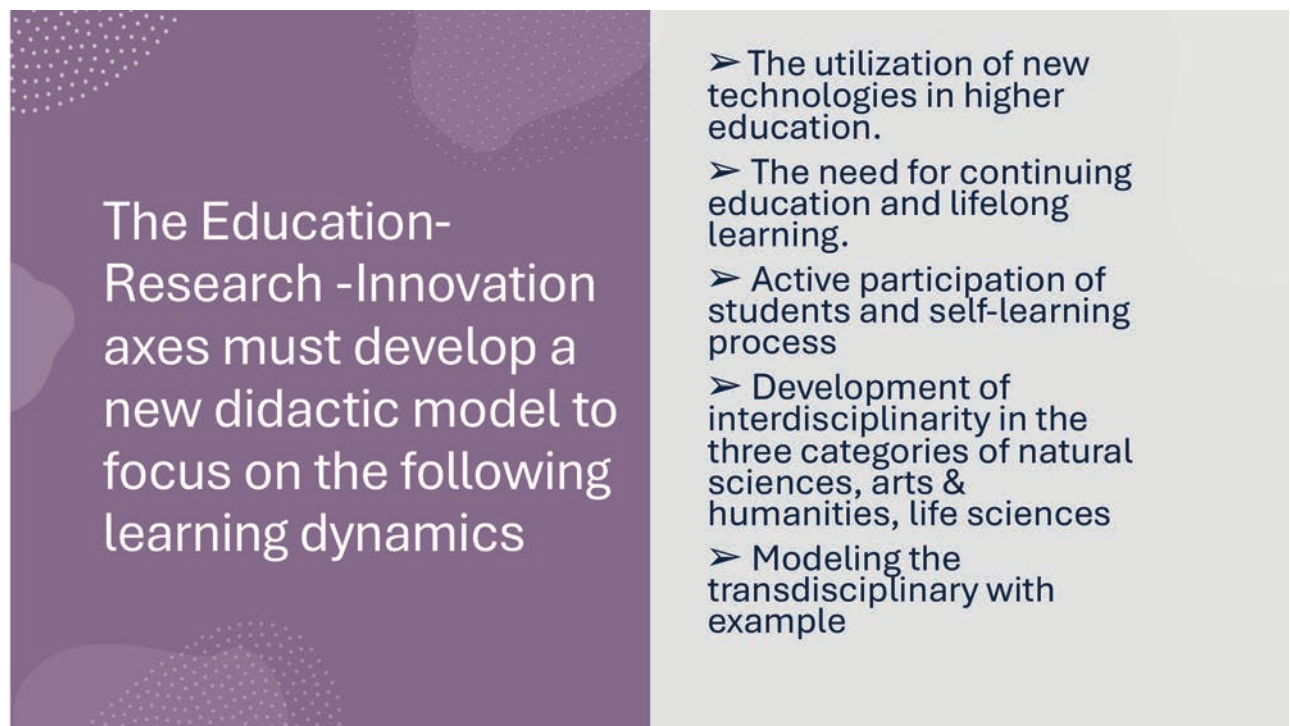 The Education-
Research -Innovation
axes must develop a
new didactic model to
focus on the following
learning dynamics
➢ The utilization of new
technologies in higher
education.
➢ The need for continuing
education and lifelong
learning.
➢ Active participation of
students and self-learning
process
➢ Development of
interdisciplinarity in the
three categories of natural
sciences, arts &
humanities, life sciences
➢ Modeling the
transdisciplinary with
example